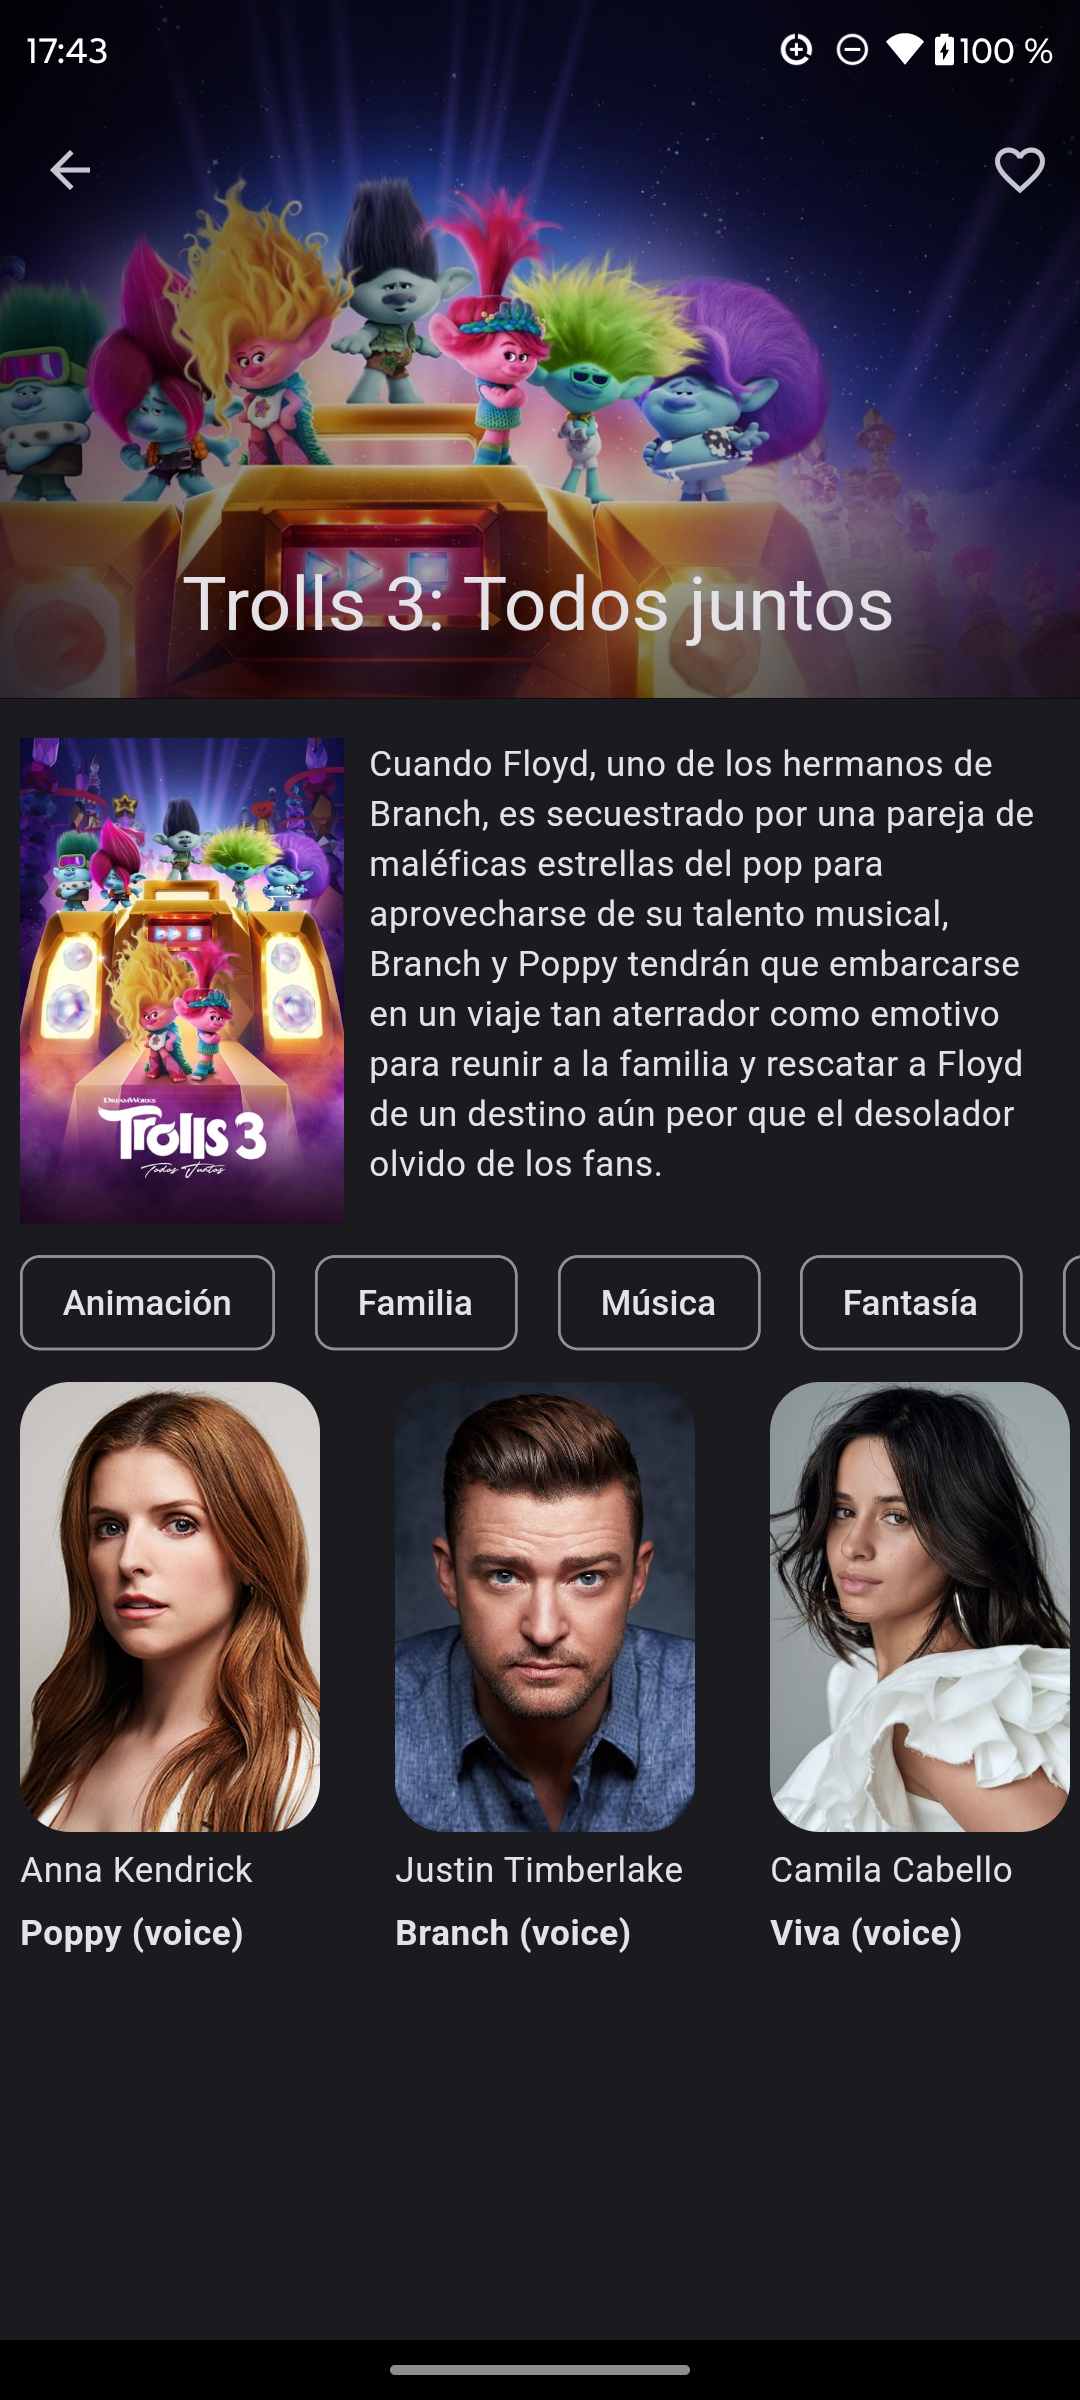 17:43
100 %
Trolls 3: Todos juntos
Cuando Floyd, uno de los hermanos de
Branch, es secuestrado por una pareja de
maléficas estrellas del pop para
aprovecharse de su talento musical,
Branch y Poppy tendrán que embarcarse
en un viaje tan aterrador como emotivo
para reunir a la familia y rescatar a Floyd
de un destino aún peor que el desolador
olvido de los fans.
DREAMWORKS
Trolls 3
Todos Juntos
Animación
Familia
Música
Fantasía
Anna Kendrick
Justin Timberlake
Camila Cabello
Poppy (voice)
Branch (voice)
Viva (voice)